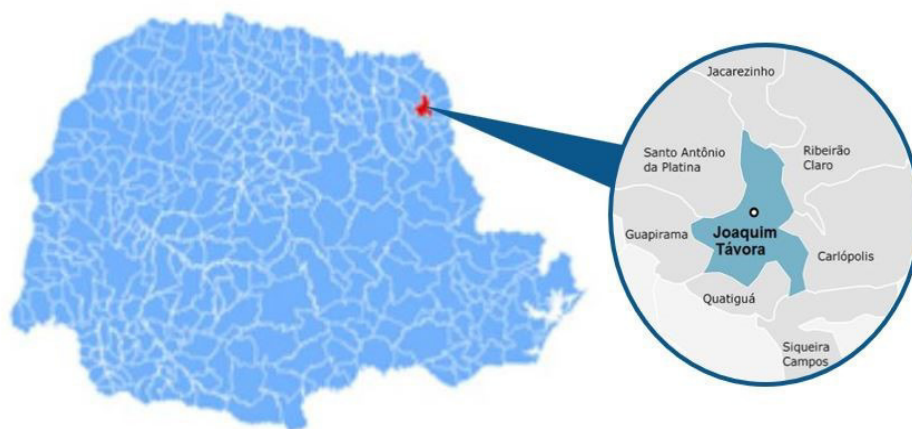 Jacarezinho
Santo Antônio
da Platina
Ribeirão
Claro
Guapirama
Joaquim
Távora
Carlópolis
Quatiguá
Siqueira
Campos